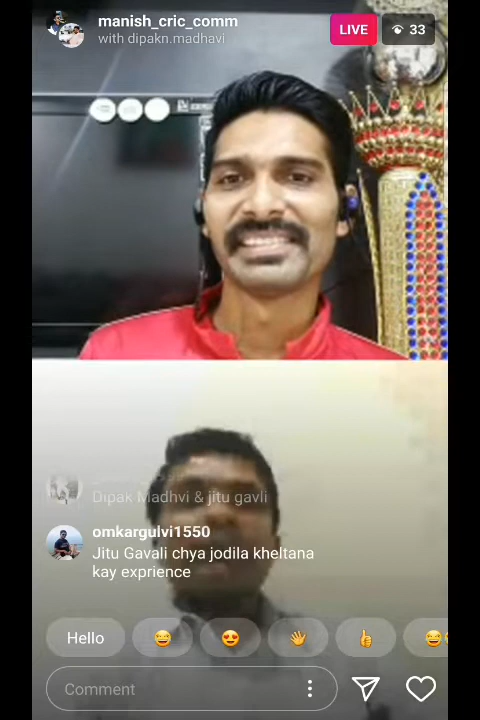 manish_cric_comm
LIVE
33
with dipakn.madhavi
Dipak Madhvi & jitu gavli
omkargulvi1550
Jitu Gavali chya jodila kheltana
kay exprience
Hello
Comment